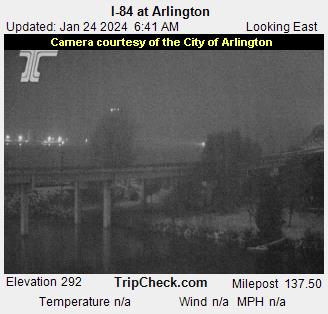 I-84 at Arlington
Updated: Jan 24 2024 6:41 AM Looking East
Camera courtesy of the City of Arlington
Elevation 292 TripCheck.com Milepost 137.50
Temperature n/a Wind n/a MPH n/a